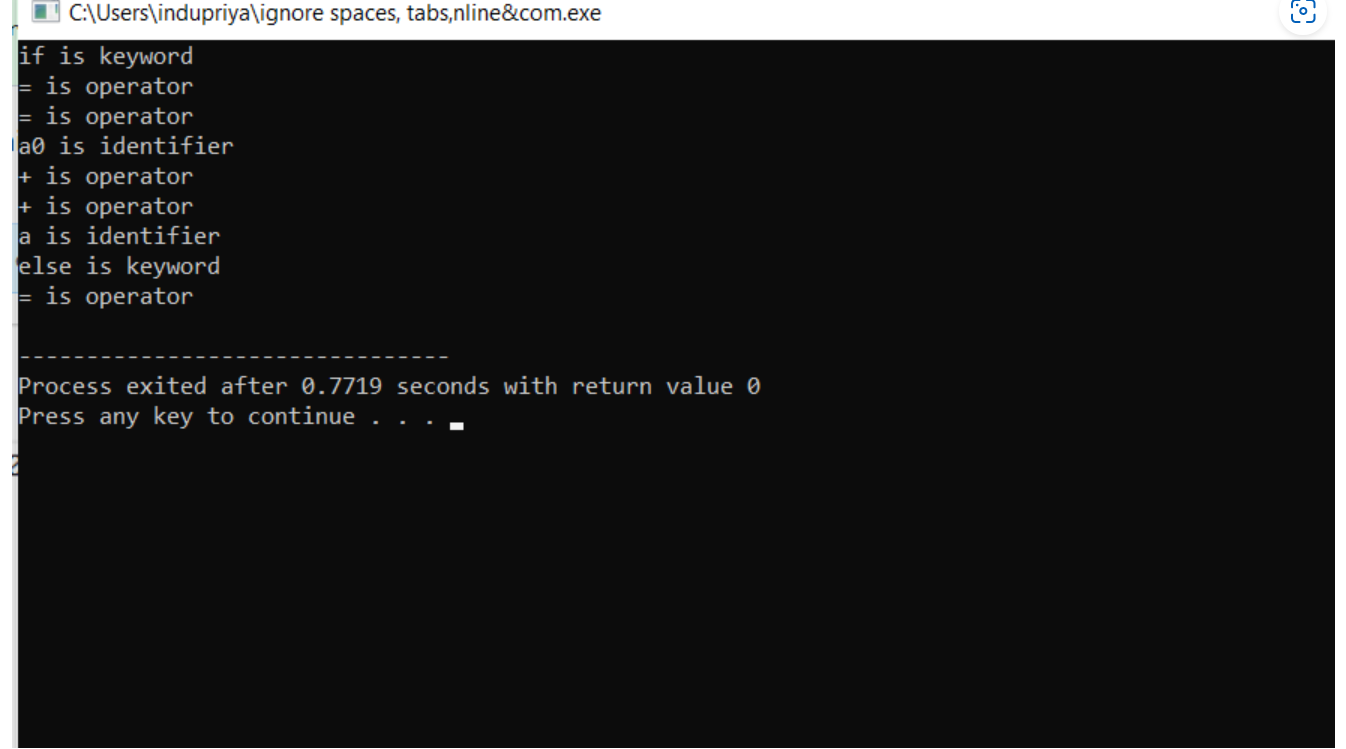 C:\Users\indupriya\ignore spaces, tabs,nline&com.exe
if is keyword
= is operator
= is operator
a0 is identifier
+ is operator
+ is operator
a is identifier
else is keyword
= is operator
--------------------------------
Process exited after 0.7719 seconds with return value 0
Press any key to continue . . .